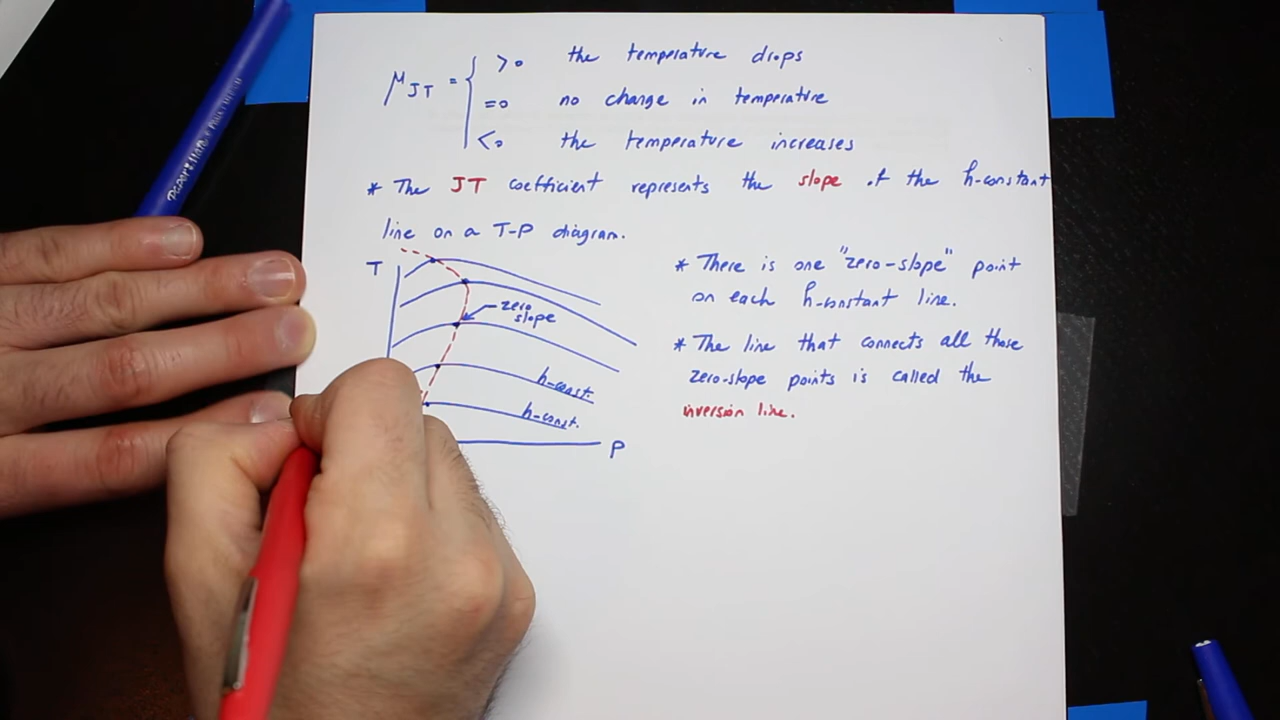 μJT = { >0 the temperature drops
=0 no change in temperature
<0 the temperature increases
* The JT coefficient represents the slope of the h-constant
line on a T-P diagram.
T
zero
slope
h-const.
h-const.
P
* There is one "zero-slope" point
on each h-constant line.
* The line that connects all those
zero-slope points is called the
inversion line.